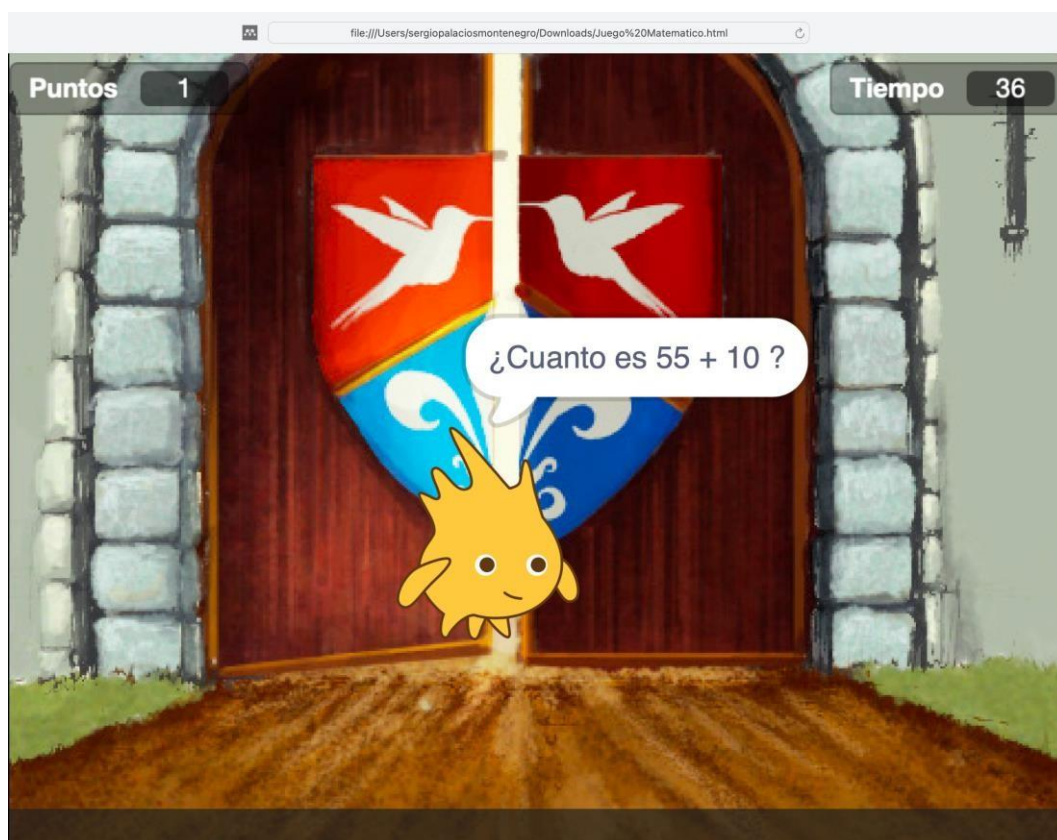 file:///Users/sergiopalaciosmontenegro/Downloads/Juego%20Matematico.html
Puntos 1
Tiempo 36
¿Cuanto es 55 + 10 ?